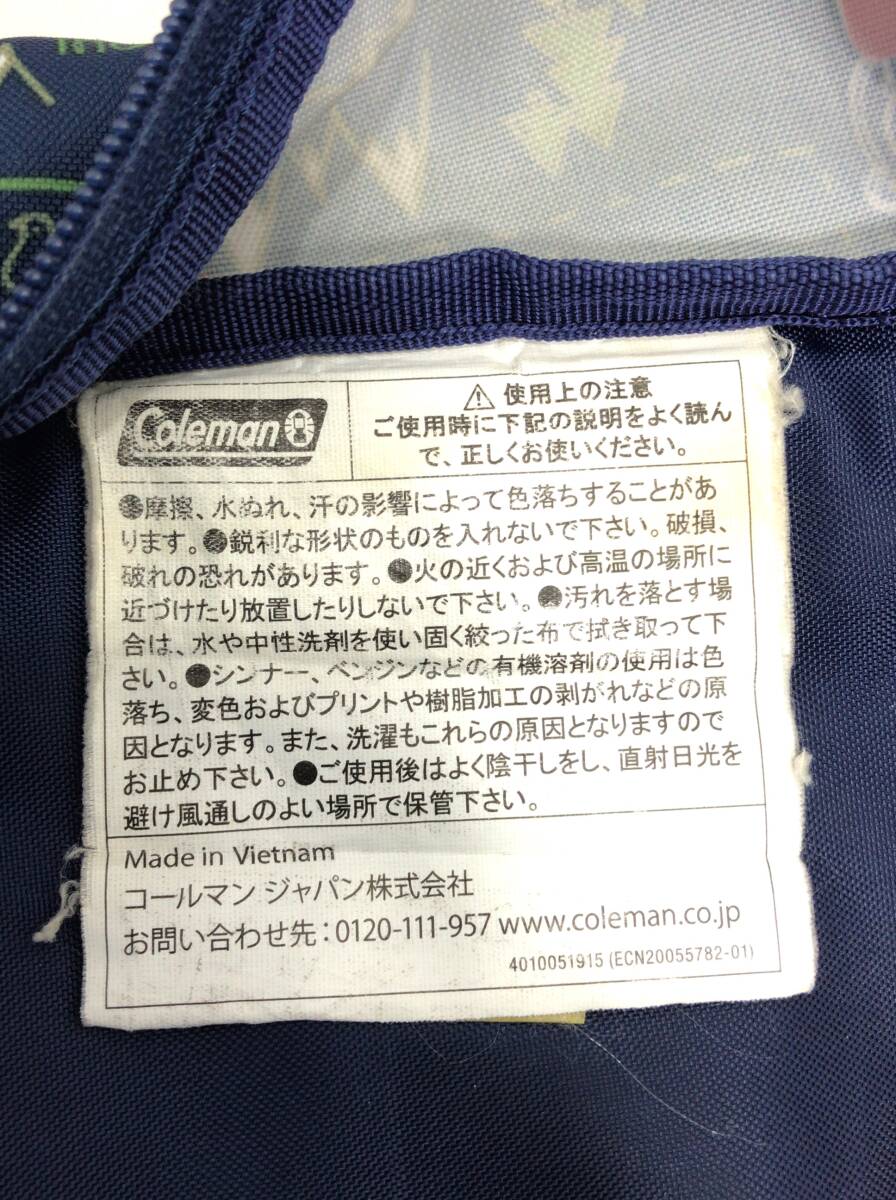 Coleman
⚠ 使用上の注意
ご使用時に下記の説明をよく読ん
で、正しくお使いください。
●摩擦、水ぬれ、汗の影響によって色落ちすることがあ
ります。●鋭利な形状のものを入れないで下さい。破損、
破れの恐れがあります。●火の近くおよび高温の場所に
近づけたり放置したりしないで下さい。●汚れを落とす場
合は、水や中性洗剤を使い固く絞った布で拭き取って下
さい。●シンナー、ベンジンなどの有機溶剤の使用は色
落ち、変色およびプリントや樹脂加工の剥がれなどの原
因となります。また、洗濯もこれらの原因となりますので
お止め下さい。●ご使用後はよく陰干しをし、直射日光を
避け風通しのよい場所で保管下さい。
Made in Vietnam
コールマン ジャパン株式会社
お問い合わせ先：0120-111-957 www.coleman.co.jp
4010051915 (ECN20055782-01)